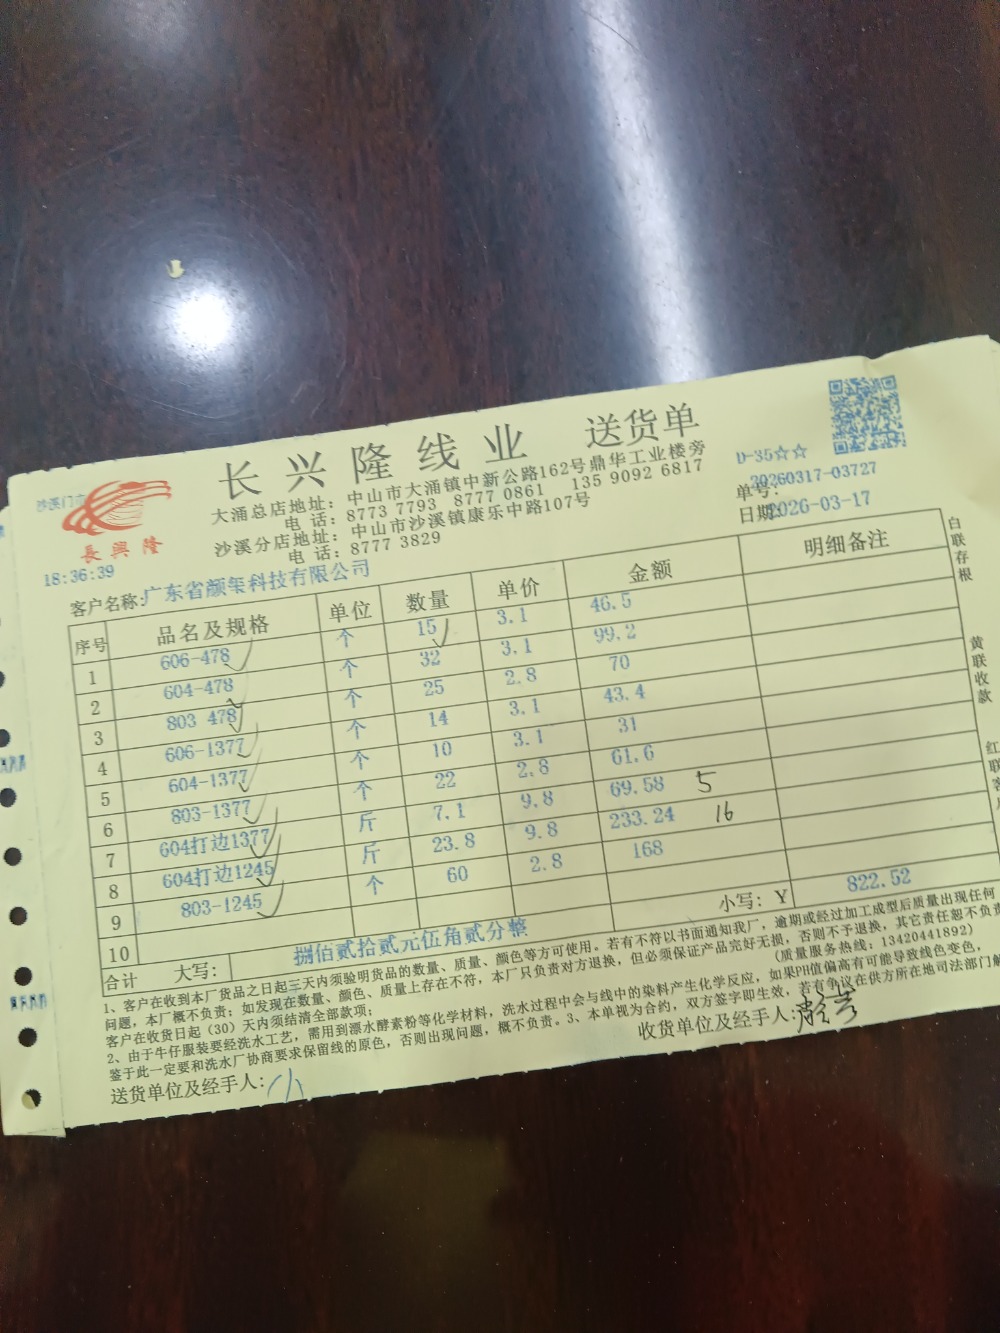 长兴隆线业 送货单
沙溪门
長興隆
大涌总店地址: 中山市大涌镇中新公路162号鼎华工业楼旁
电 话: 8773 7793 8777 0861 135 9092 6817
沙溪分店地址: 中山市沙溪镇康乐中路107号
电 话: 8777 3829
D-35☆☆
单号: 20260317-03727
日期: 2026-03-17
18:36:39
客户名称: 广东省颜玺科技有限公司
序号 品名及规格 单位 数量 单价 金额 明细备注
1 606-478 个 15 3.1 46.5
2 604-478 个 32 3.1 99.2
3 803 478 个 25 2.8 70
4 606-1377 个 14 3.1 43.4
5 604-1377 个 10 3.1 31
6 803-1377 个 22 2.8 61.6
7 604打边1377 斤 7.1 9.8 69.58 5
8 604打边1245 斤 23.8 9.8 233.24 16
9 803-1245 个 60 2.8 168
10
合计 大写: 捌佰贰拾贰元伍角贰分整 小写: Y 822.52
1、客户在收到本厂货品之日起三天内须验明货品的数量、质量、颜色等方可使用。若有不符以书面通知我厂，逾期或经过加工成型后质量出现任何
问题，本厂概不负责；如发现在数量、颜色、质量上存在不符，本厂只负责对方退换，但必须保证产品完好无损，否则不予退换，其它责任恕不负责
客户在收货日起（30）天内须结清全部款项; (质量服务热线: 13420441892)
2、由于牛仔服装要经洗水工艺，需用到漂水酵素粉等化学材料，洗水过程中会与线中的染料产生化学反应，如果PH值偏高有可能导致线色变色，
鉴于此一定要和洗水厂协商要求保留线的原色，否则出现问题，概不负责。3、本单视为合约，双方签字即生效，若有争议在供方所在地司法部门解
送货单位及经手人: 小
收货单位及经手人:
白联存根
黄联收款
红联客